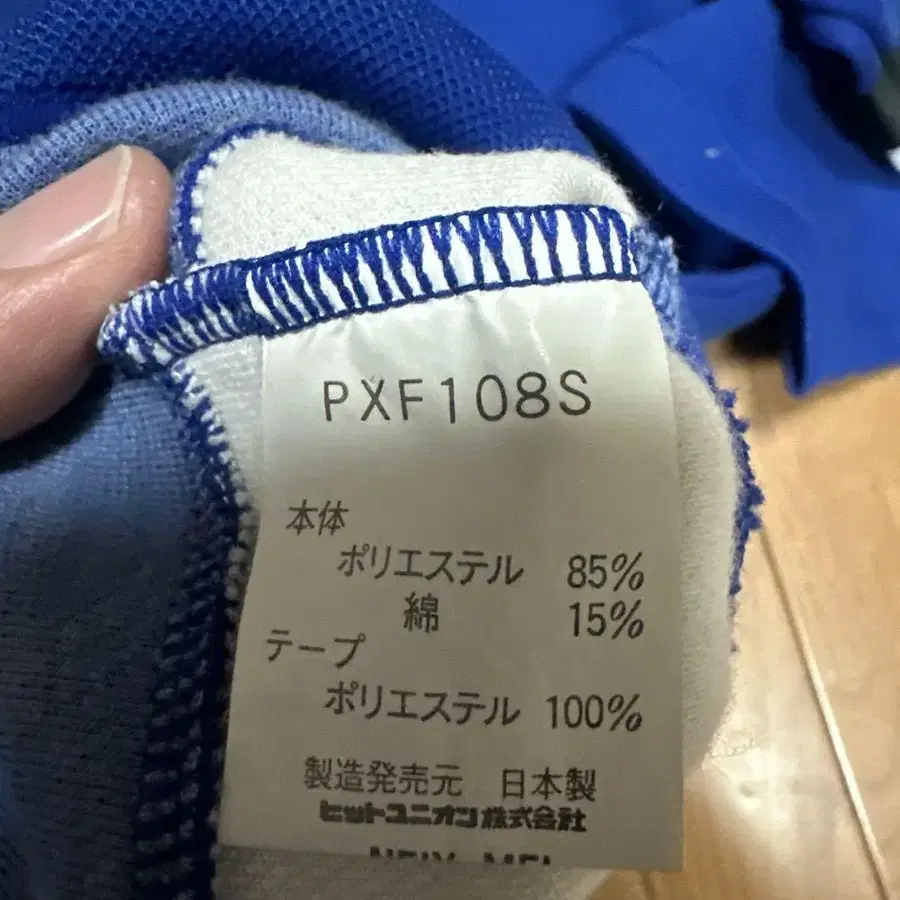 PXF108S
本体
ポリエステル 85%
綿 15%
テープ
ポリエステル 100%
製造発売元 日本製
ヒットユニオン株式会社